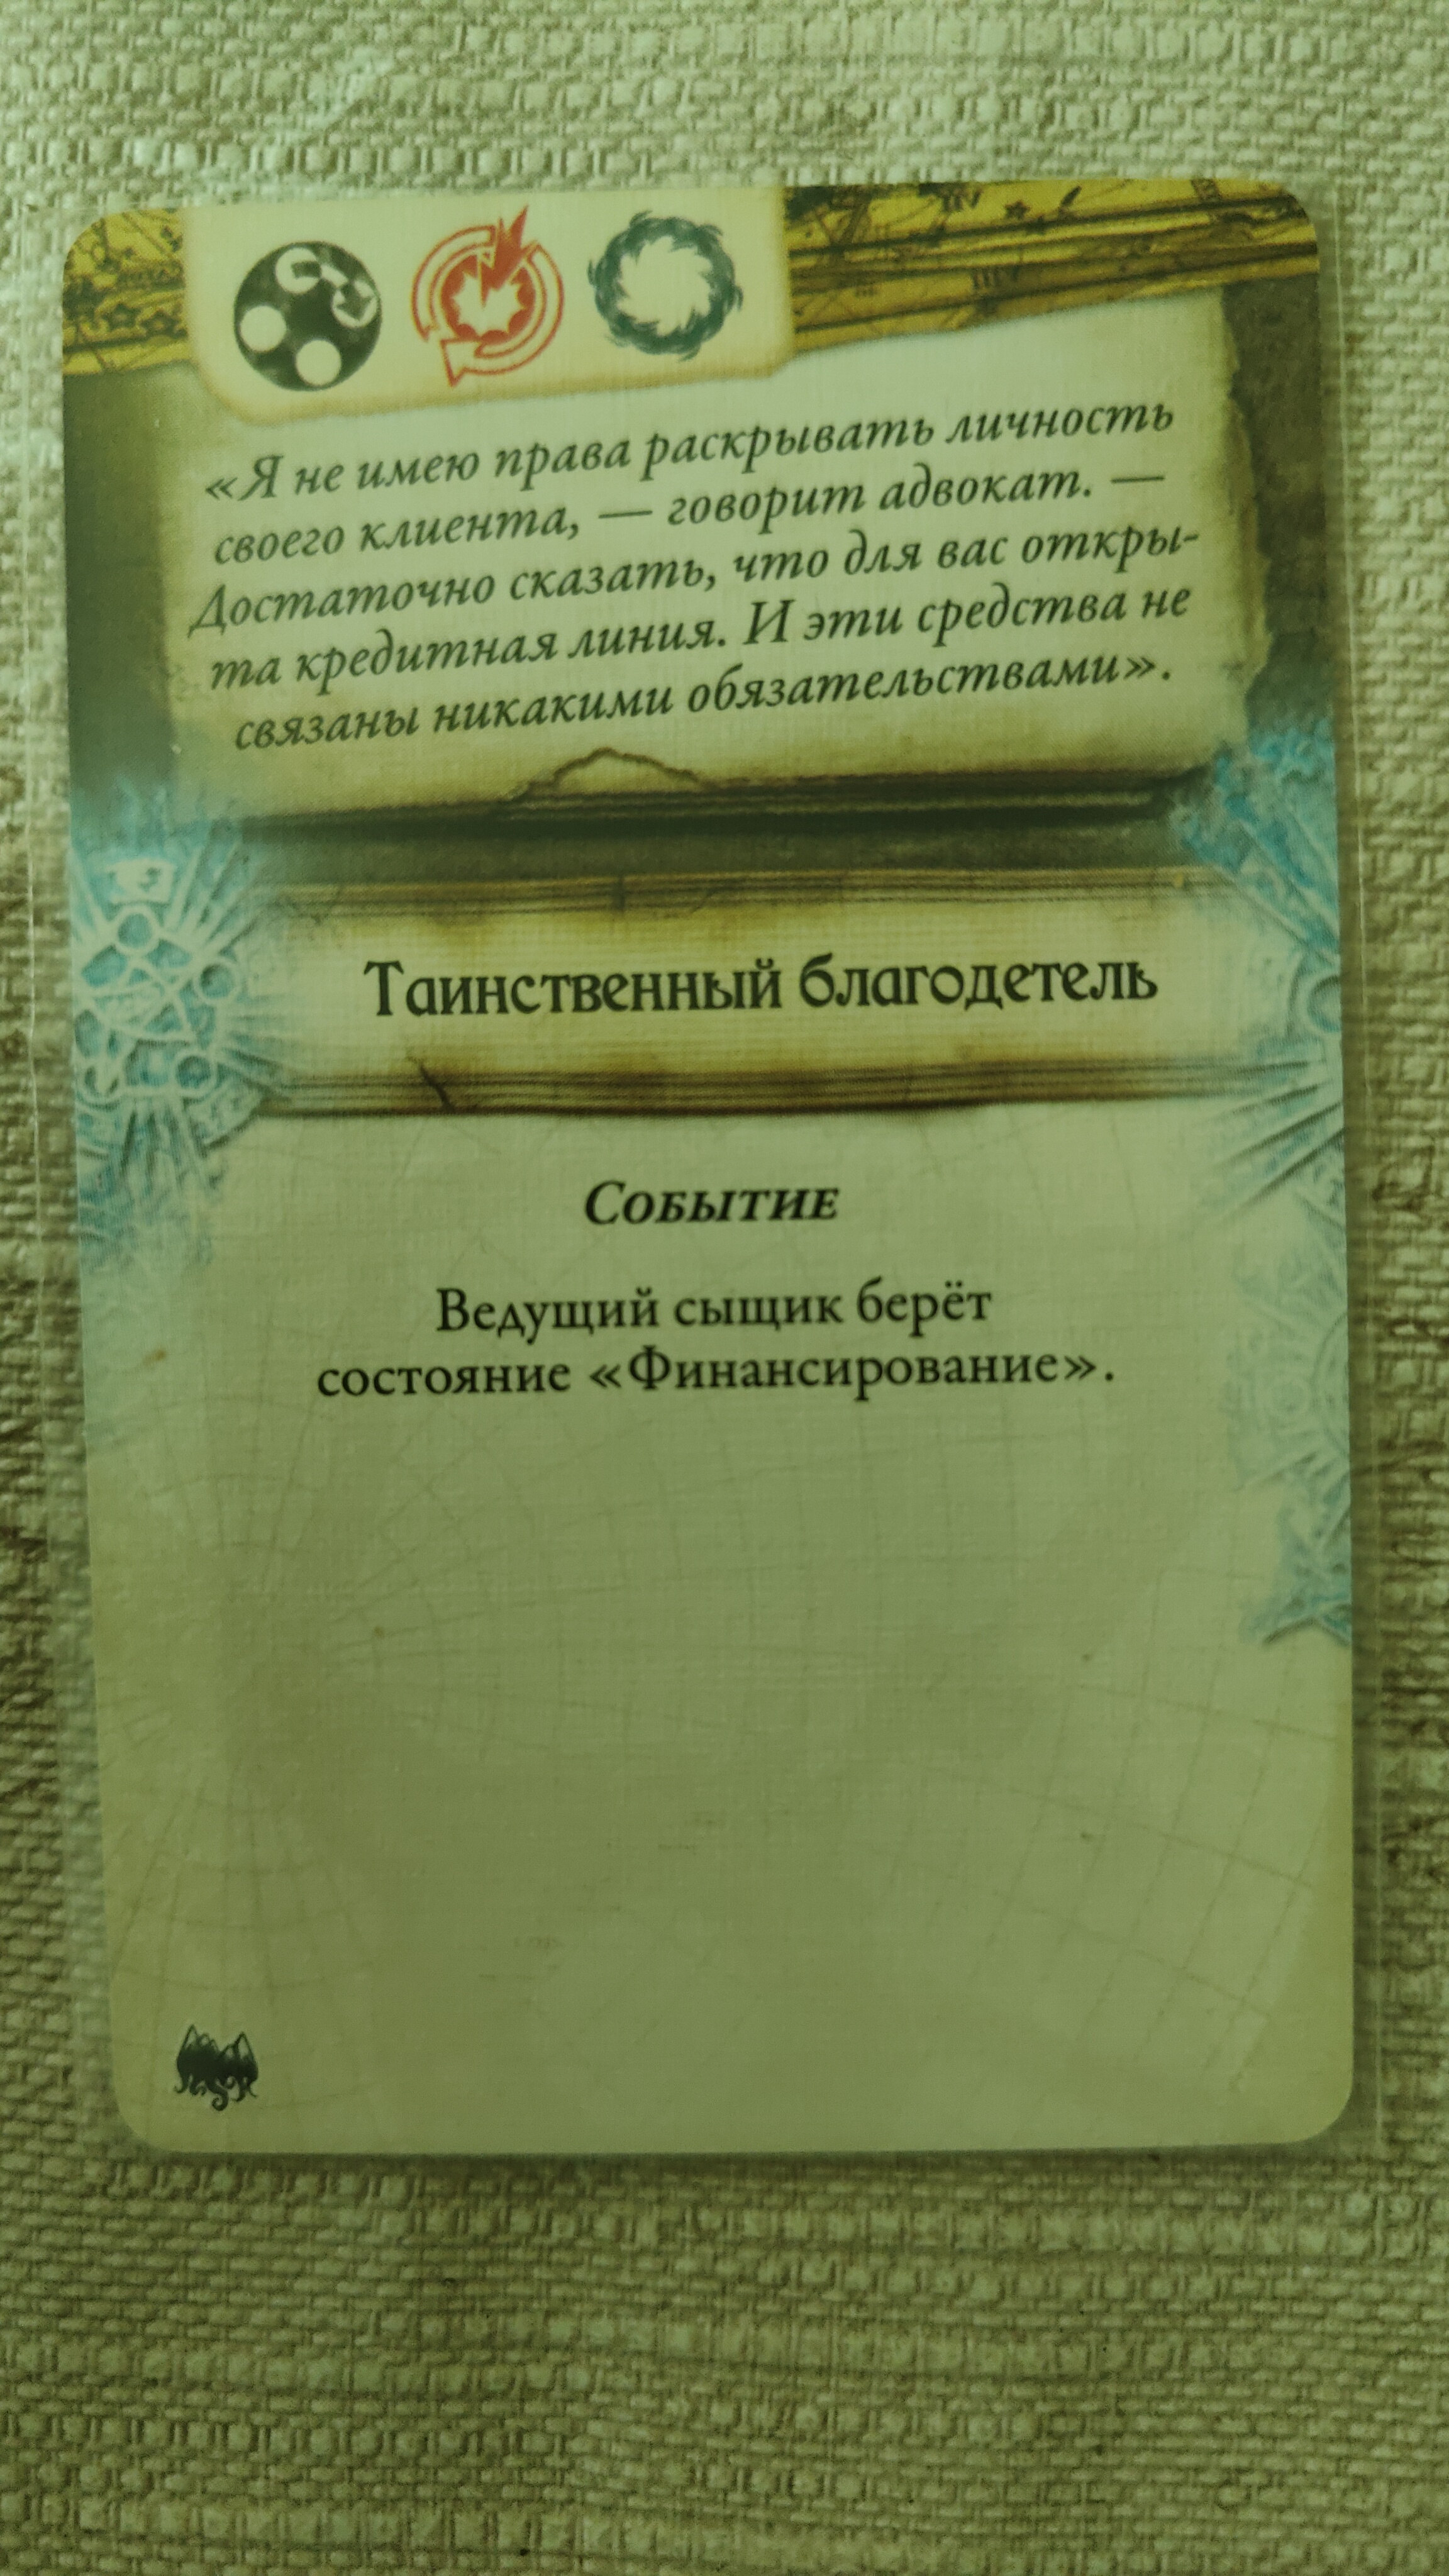 «Я не имею права раскрывать личность
своего клиента, — говорит адвокат. —
Достаточно сказать, что для вас откры-
та кредитная линия. И эти средства не
связаны никакими обязательствами».
Таинственный благодетель
Событие
Ведущий сыщик берёт
состояние «Финансирование».